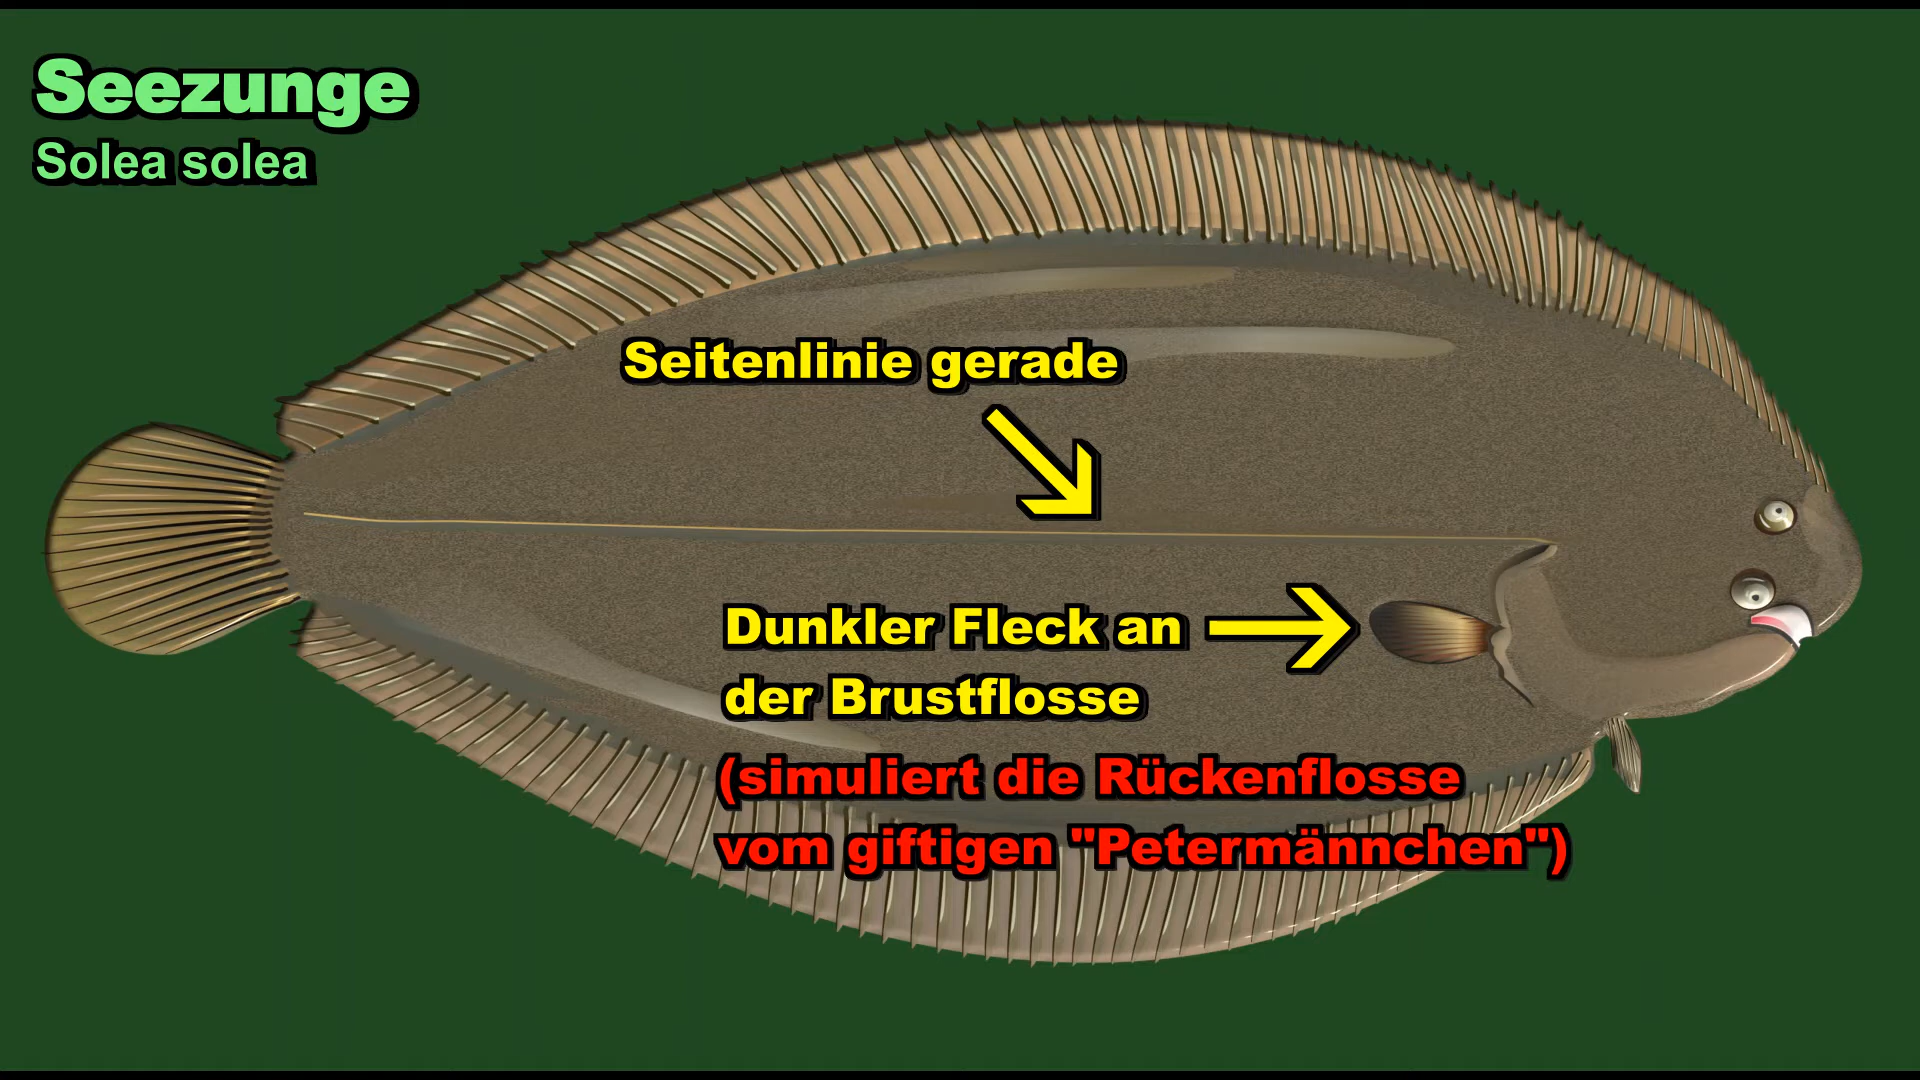 Seezunge
Solea solea
Seitenlinie gerade
Dunkler Fleck an
der Brustflosse
(simuliert die Rückenflosse
vom giftigen "Petermännchen")